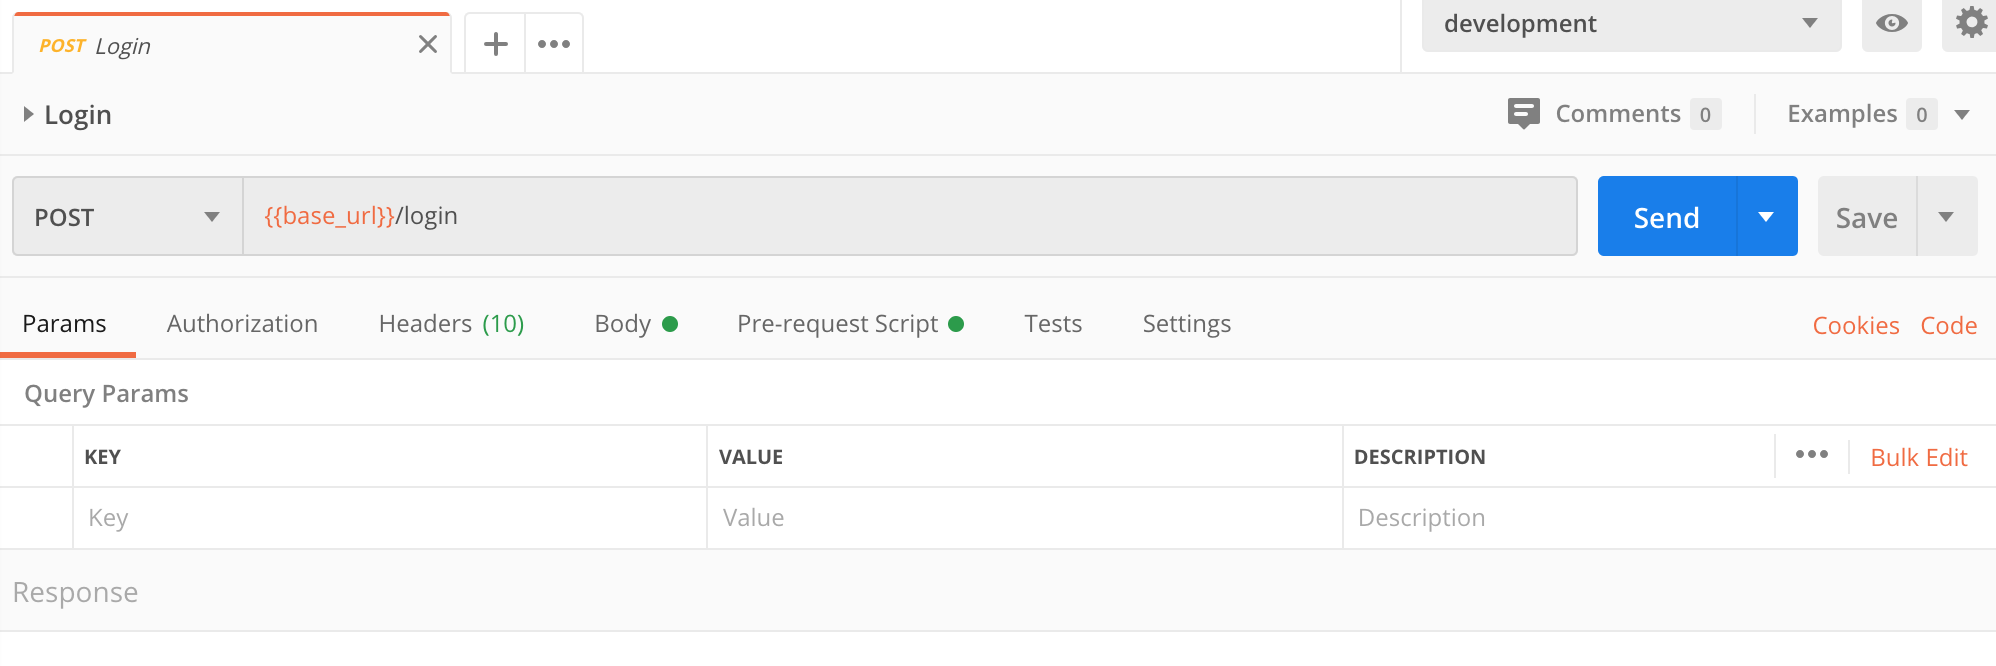 POST Login
development
Login
Comments 0
Examples 0
POST
{{base_url}}/login
Send
Save
Params Authorization Headers (10) Body Pre-request Script Tests Settings
Cookies Code
Query Params
KEY VALUE DESCRIPTION
Bulk Edit
Key Value Description
Response